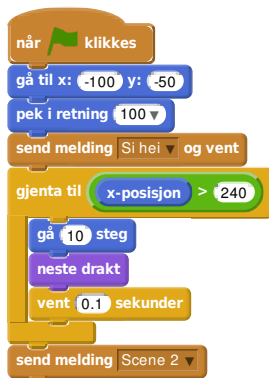 når klikkes
gå til x: -100 y: -50
pek i retning 100▼
send melding Si hei ▼ og vent
gjenta til x-posisjon > 240
gå 10 steg
neste drakt
vent 0.1 sekunder
send melding Scene 2 ▼